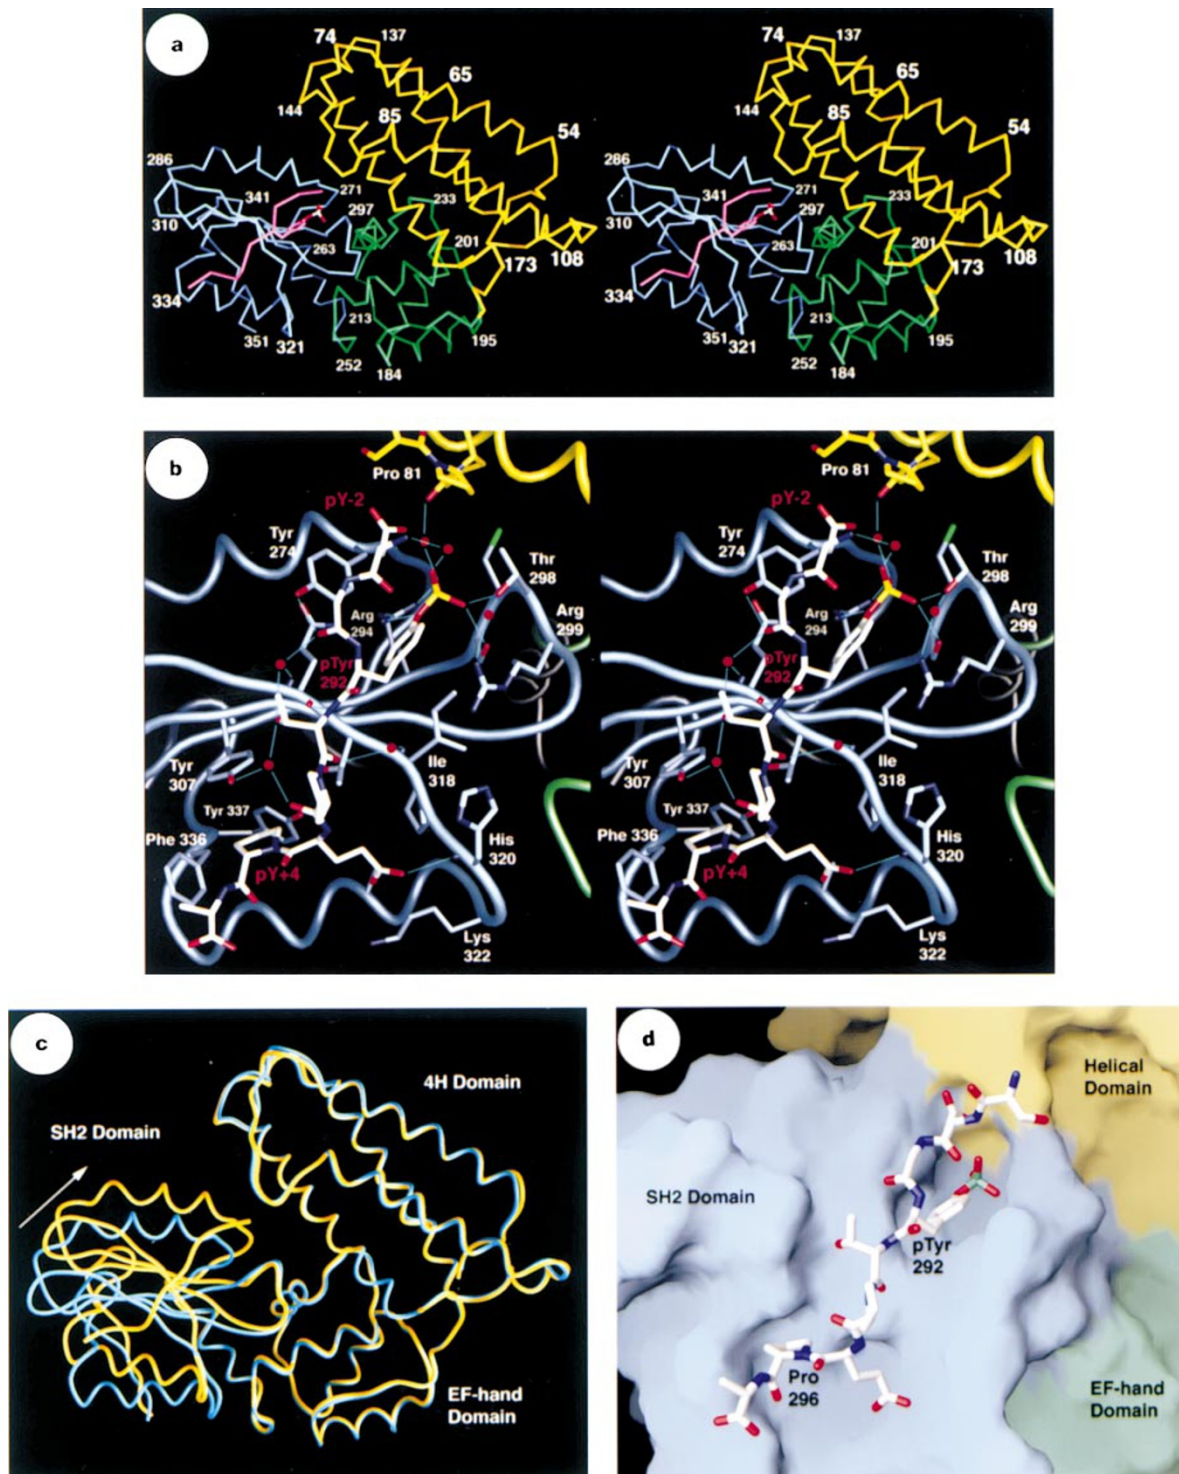 a
74
137
65
144
85
54
286
341
271
233
310
297
263
201
173
108
334
213
195
351
321
252
184
74
137
65
144
85
54
286
341
271
233
310
297
263
201
173
108
334
213
195
351
321
252
184
b
Pro 81
pY-2
Tyr
274
Thr
298
Arg
294
Arg
299
pTyr
292
Tyr
307
Ile
318
Tyr 337
Phe 336
His
320
pY+4
Lys
322
Pro 81
pY-2
Tyr
274
Thr
298
Arg
294
Arg
299
pTyr
292
Tyr
307
Ile
318
Tyr 337
Phe 336
His
320
pY+4
Lys
322
c
4H Domain
SH2 Domain
EF-hand
Domain
d
Helical
Domain
SH2 Domain
pTyr
292
Pro
296
EF-hand
Domain